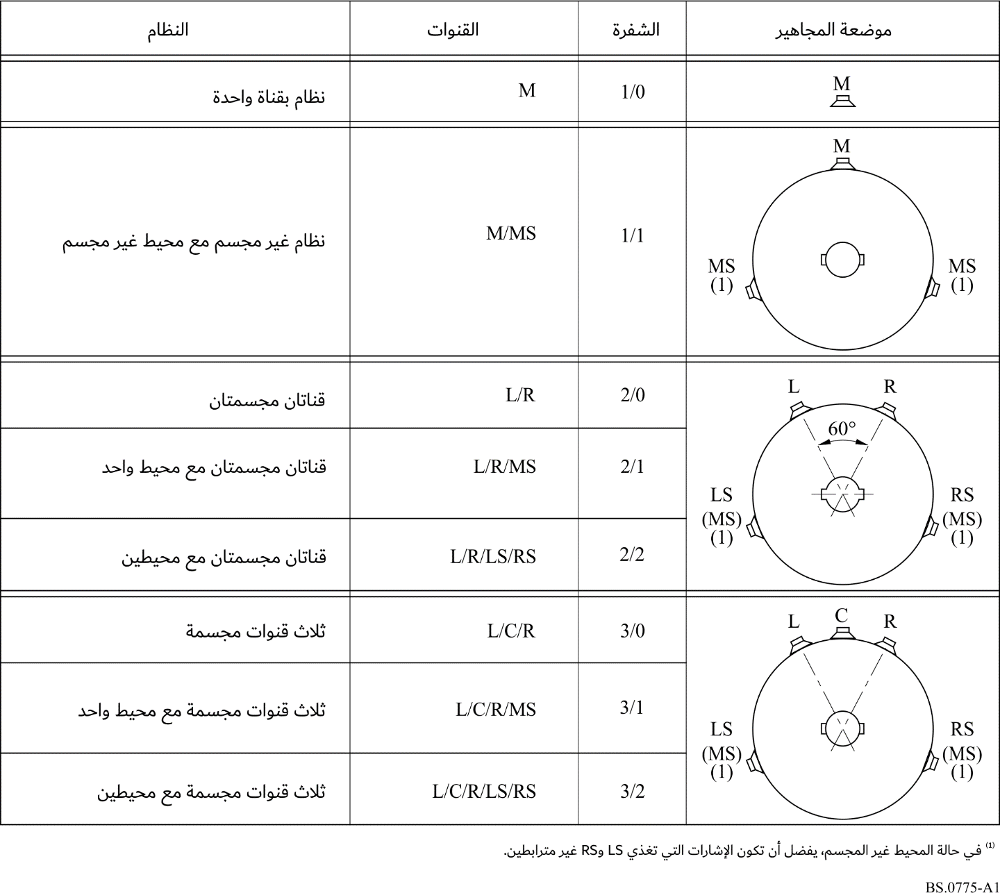 النظام القنوات الشفرة موضعة المجاهير
نظام بقناة واحدة M 1/0 M
M
نظام غير مجسم مع محيط غير مجسم M/MS 1/1
MS MS
(1) (1)
L R
قناتان مجسمتان L/R 2/0
60°
قناتان مجسمتان مع محيط واحد L/R/MS 2/1
LS RS
(MS) (MS)
(1) (1)
قناتان مجسمتان مع محيطين L/R/LS/RS 2/2
L C R
ثلاث قنوات مجسمة L/C/R 3/0
ثلاث قنوات مجسمة مع محيط واحد L/C/R/MS 3/1
LS RS
(MS) (MS)
(1) (1)
ثلاث قنوات مجسمة مع محيطين L/C/R/LS/RS 3/2
(1) في حالة المحيط غير المجسم، يفضل أن تكون الإشارات التي تغذي LS وRS غير مترابطين.
BS.0775-A1